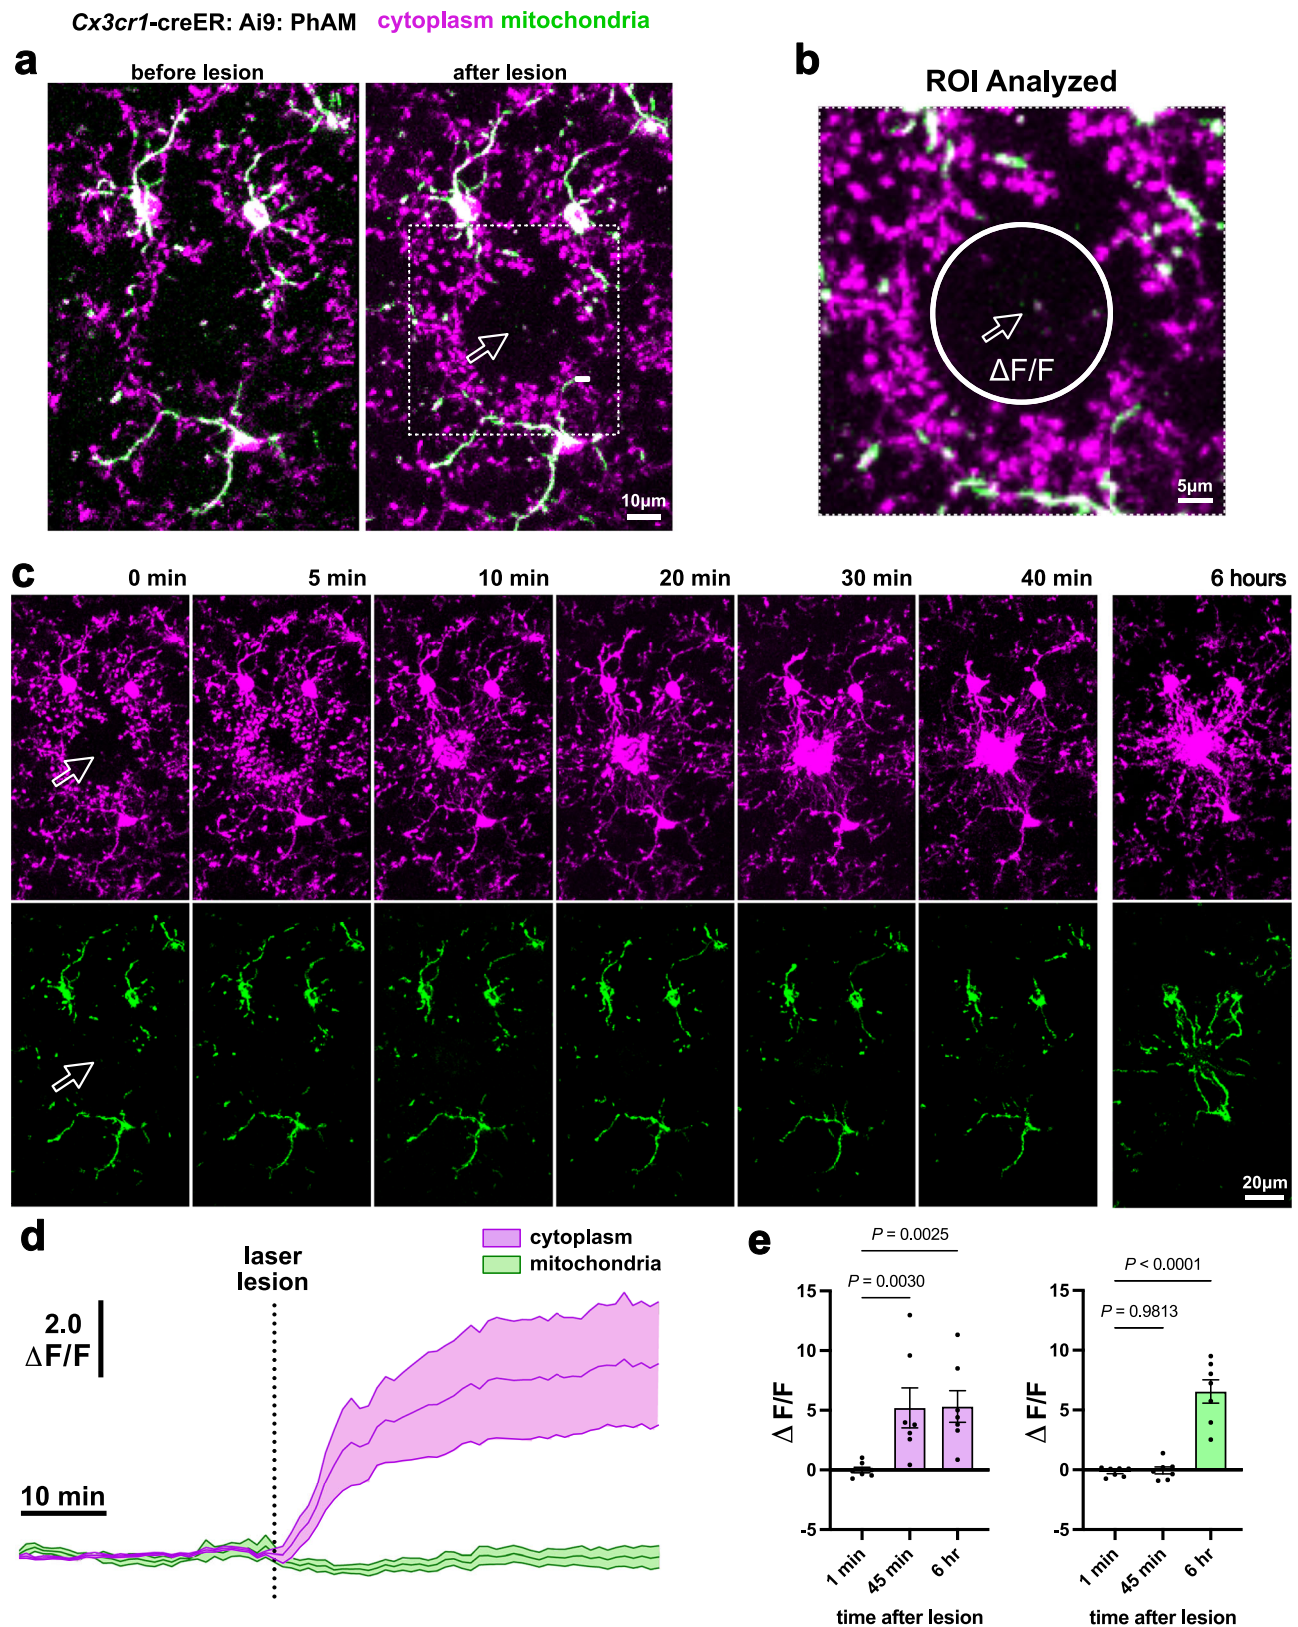 Cx3cr1-creER: Ai9: PhAM cytoplasm mitochondria
a
before lesion
after lesion
10µm
b
ROI Analyzed
ΔF/F
5µm
c
0 min
5 min
10 min
20 min
30 min
40 min
6 hours
20µm
d
cytoplasm
mitochondria
laser
lesion
2.0
ΔF/F
10 min
e
P = 0.0025
P = 0.0030
15
10
5
0
-5
Δ F/F
1 min
45 min
6 hr
time after lesion
P < 0.0001
P = 0.9813
15
10
5
0
-5
Δ F/F
1 min
45 min
6 hr
time after lesion